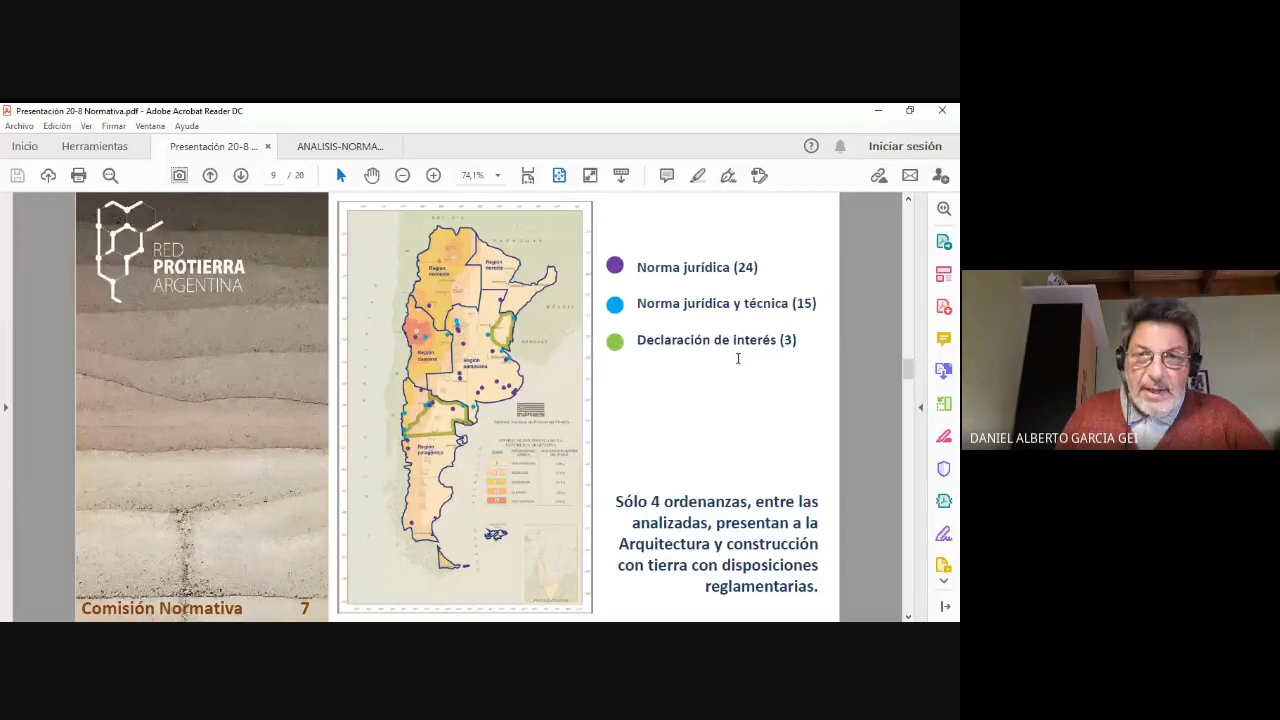 Presentación 20-8 Normativa.pdf - Adobe Acrobat Reader DC
Archivo Edición Ver Firmar Ventana Ayuda
Inicio Herramientas Presentación 20-8 ... ANALISIS-NORMA... Iniciar sesión
9 / 20 74,1%
RED
PROTIERRA
ARGENTINA
Comisión Normativa 7
Región noroeste
Región noreste
Región cuyana
Región pampeana
Región patagónica
Norma jurídica (24)
Norma jurídica y técnica (15)
Declaración de interés (3)
Sólo 4 ordenanzas, entre las
analizadas, presentan a la
Arquitectura y construcción
con tierra con disposiciones
reglamentarias.
DANIEL ALBERTO GARCIA GEI